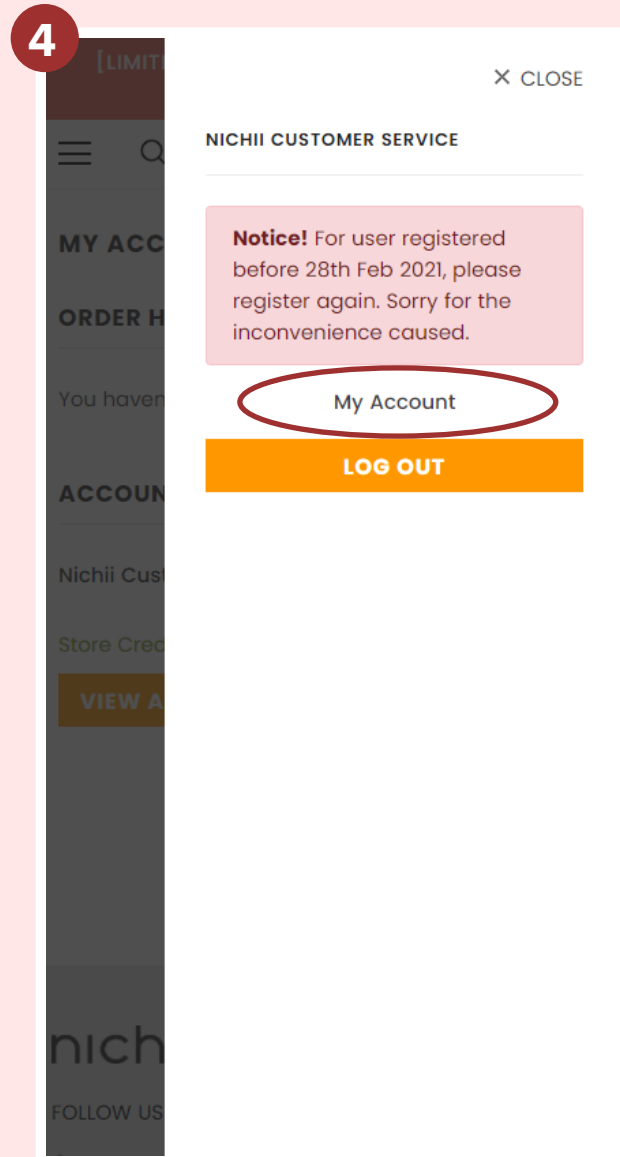 4
[LIMIT
CLOSE
NICHII CUSTOMER SERVICE
Notice! For user registered
before 28th Feb 2021, please
register again. Sorry for the
inconvenience caused.
My Account
LOG OUT
MY ACC
ORDER H
You haven
ACCOUN
Nichii Cust
Store Cred
VIEW A
nich
FOLLOW US